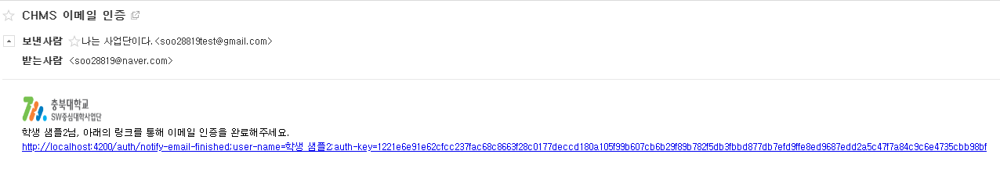 CHMS 이메일 인증
보낸사람 나는 사업단이다.<soo28819test@gmail.com>
받는사람 <soo28819@naver.com>
충북대학교
SW중심대학사업단
학생 샘플2님, 아래의 링크를 통해 이메일 인증을 완료해주세요.
http://localhost:4200/auth/notify-email-finished;user-name=학생 샘플2;auth-key=1221e6e91e62cfcc237fac68c8663f28c0177deccd180a105f99b607cb6b29f89b782f5db3fbbd877db7efd9ffe8ed9687edd2a5c47f7a84c9c6e4735cbb98bf